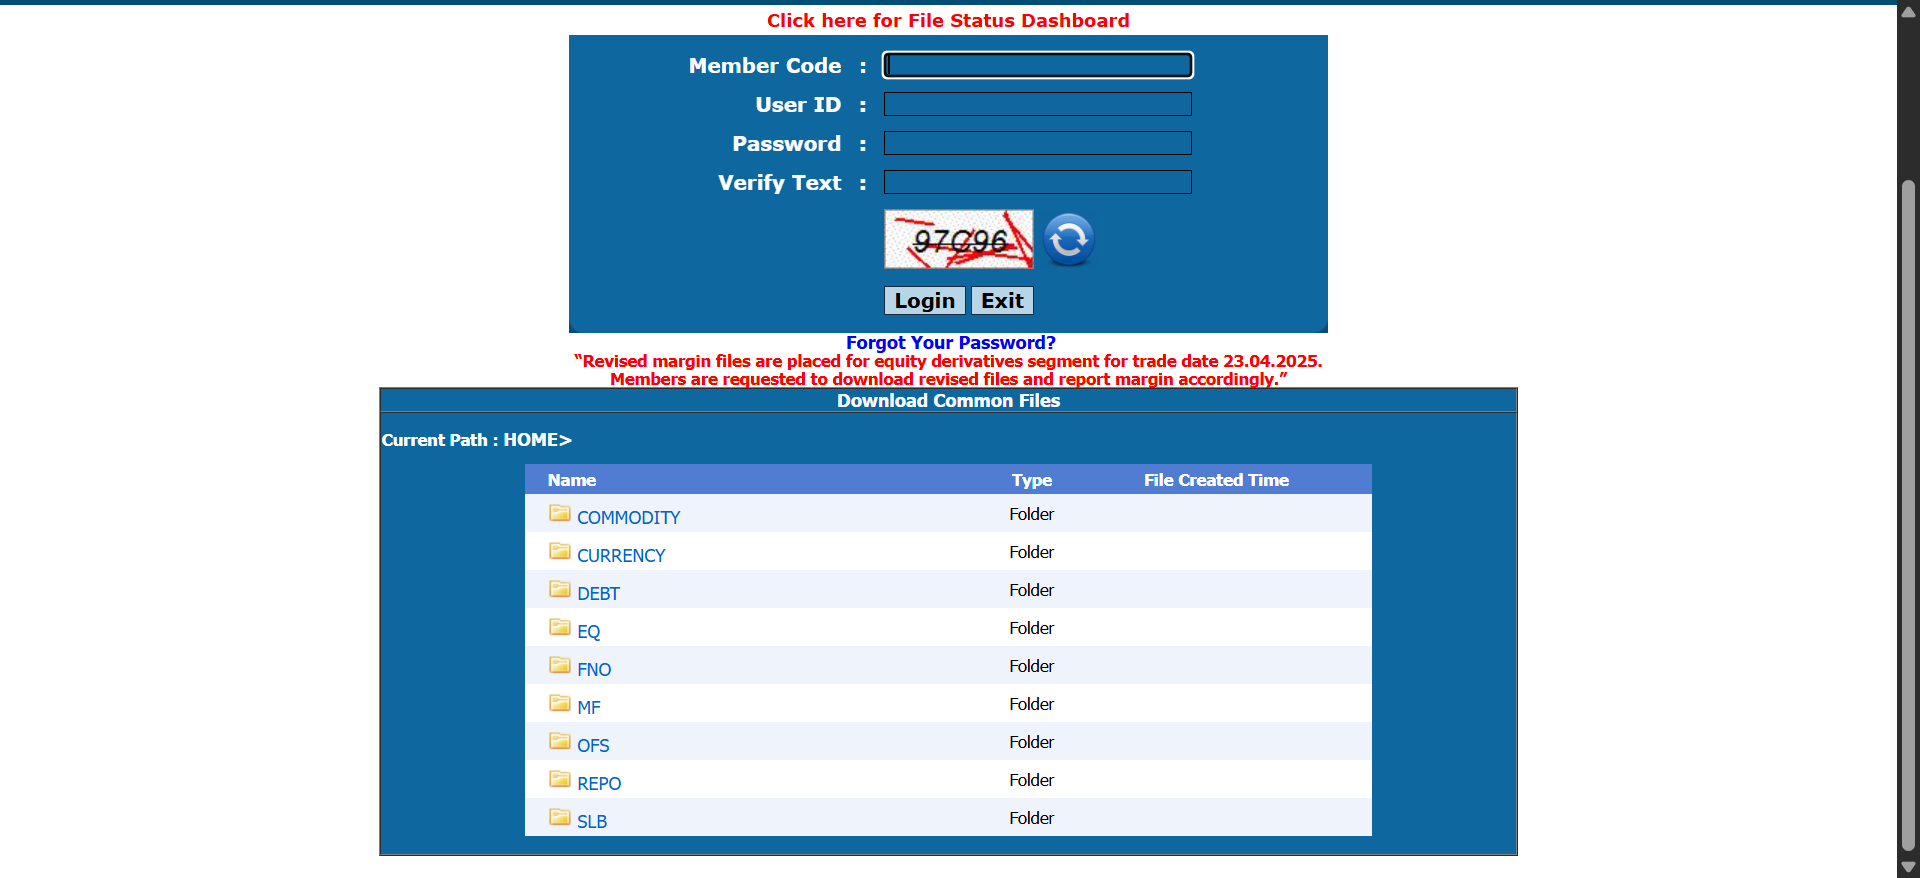 Click here for File Status Dashboard
Member Code :
User ID :
Password :
Verify Text :
97C96
Login Exit
Forgot Your Password?
“Revised margin files are placed for equity derivatives segment for trade date 23.04.2025.
Members are requested to download revised files and report margin accordingly.”
Download Common Files
Current Path : HOME>
Name Type File Created Time
COMMODITY Folder
CURRENCY Folder
DEBT Folder
EQ Folder
FNO Folder
MF Folder
OFS Folder
REPO Folder
SLB Folder